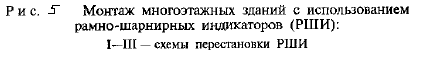 Рис. 5 Монтаж многоэтажных зданий с использованием
рамно-шарнирных индикаторов (РШИ):
I—III — схемы перестановки РШИ